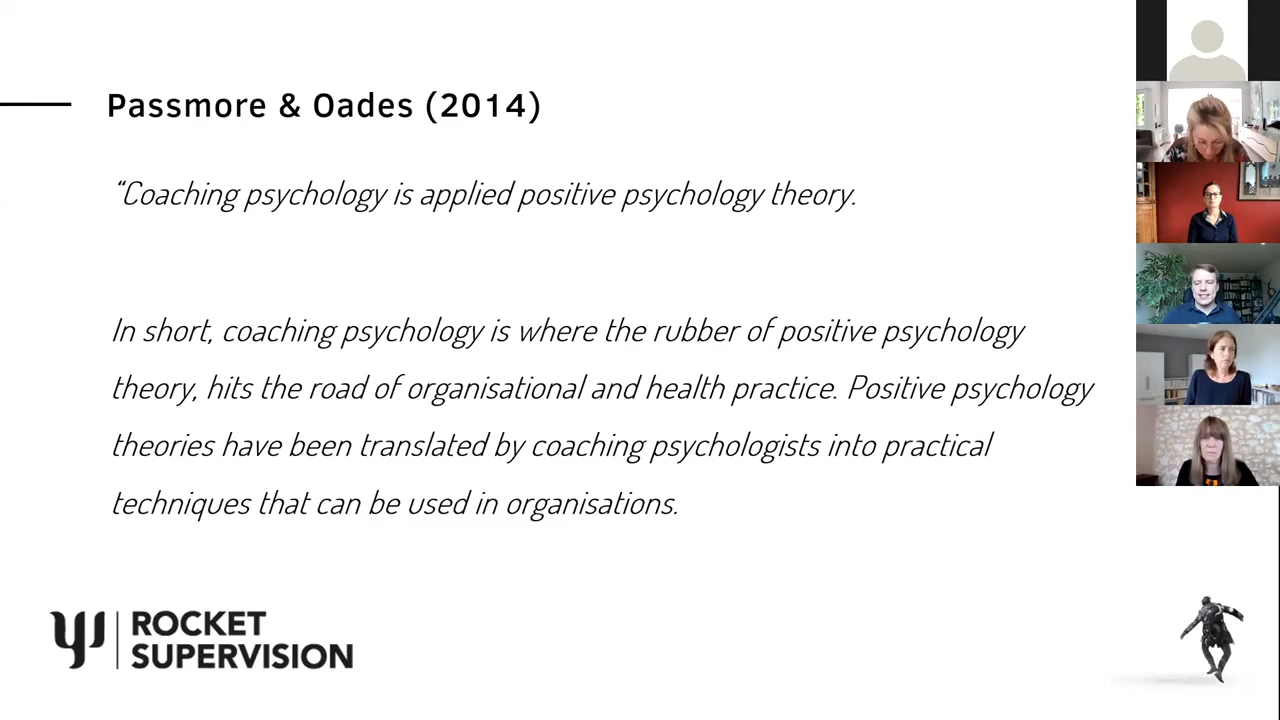 Passmore & Oades (2014)
“Coaching psychology is applied positive psychology theory.
In short, coaching psychology is where the rubber of positive psychology
theory, hits the road of organisational and health practice. Positive psychology
theories have been translated by coaching psychologists into practical
techniques that can be used in organisations.
ROCKET
SUPERVISION